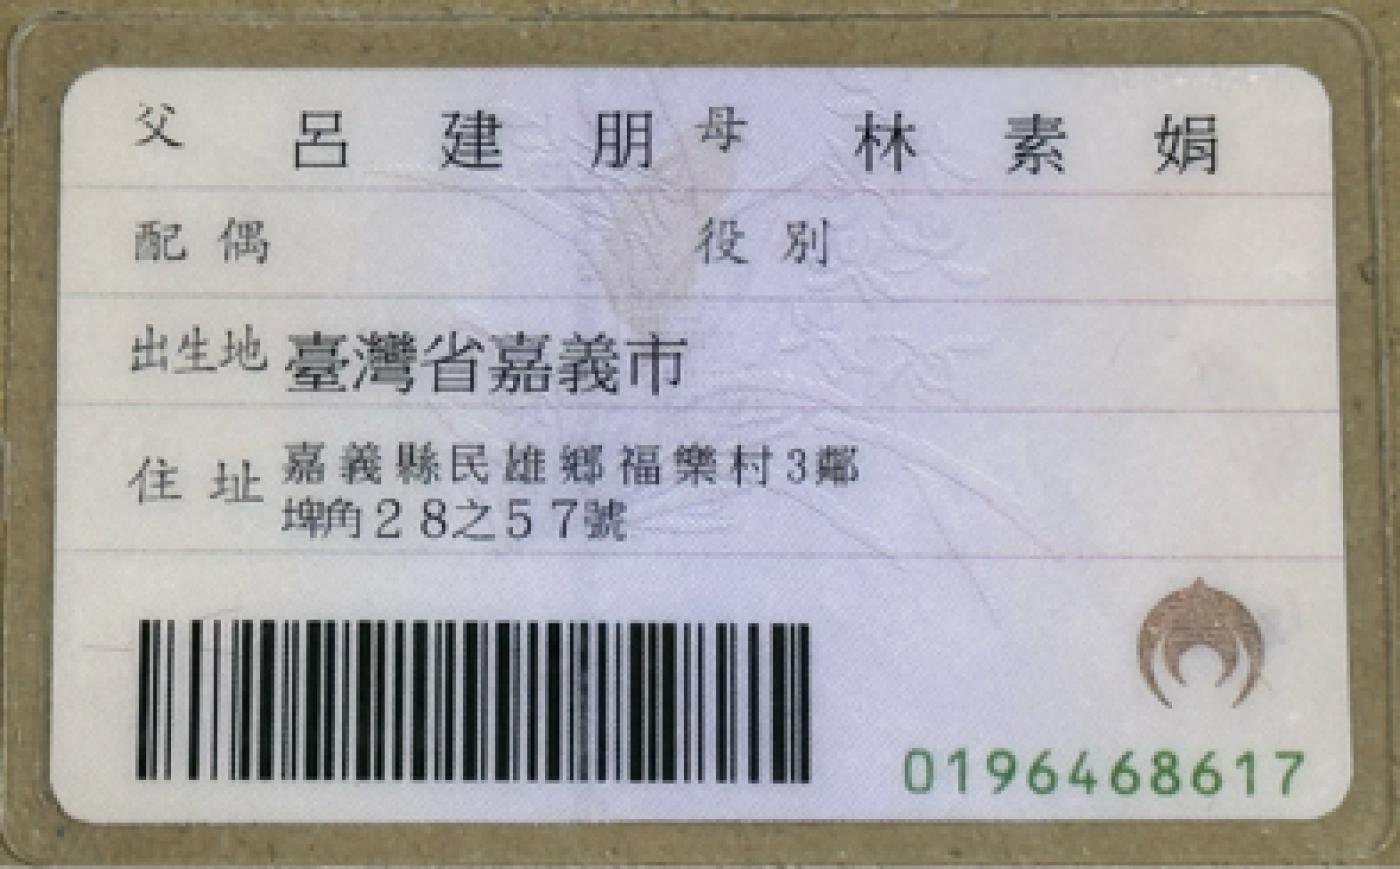 父 呂建朋 母 林素娟
配偶 役別
出生地 臺灣省嘉義市
住址 嘉義縣民雄鄉福樂村3鄰
埤角28之57號
0196468617